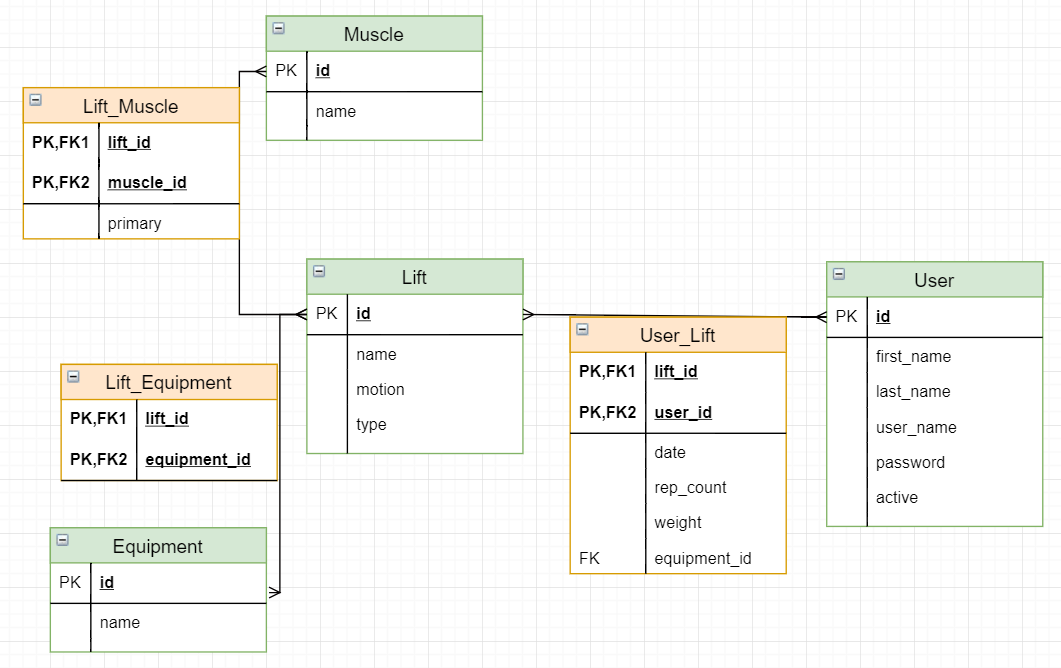 Muscle
PK id
name
Lift_Muscle
PK,FK1 lift_id
PK,FK2 muscle_id
primary
Lift
PK id
name
motion
type
User
PK id
first_name
last_name
user_name
password
active
User_Lift
PK,FK1 lift_id
PK,FK2 user_id
date
rep_count
weight
FK equipment_id
Lift_Equipment
PK,FK1 lift_id
PK,FK2 equipment_id
Equipment
PK id
name